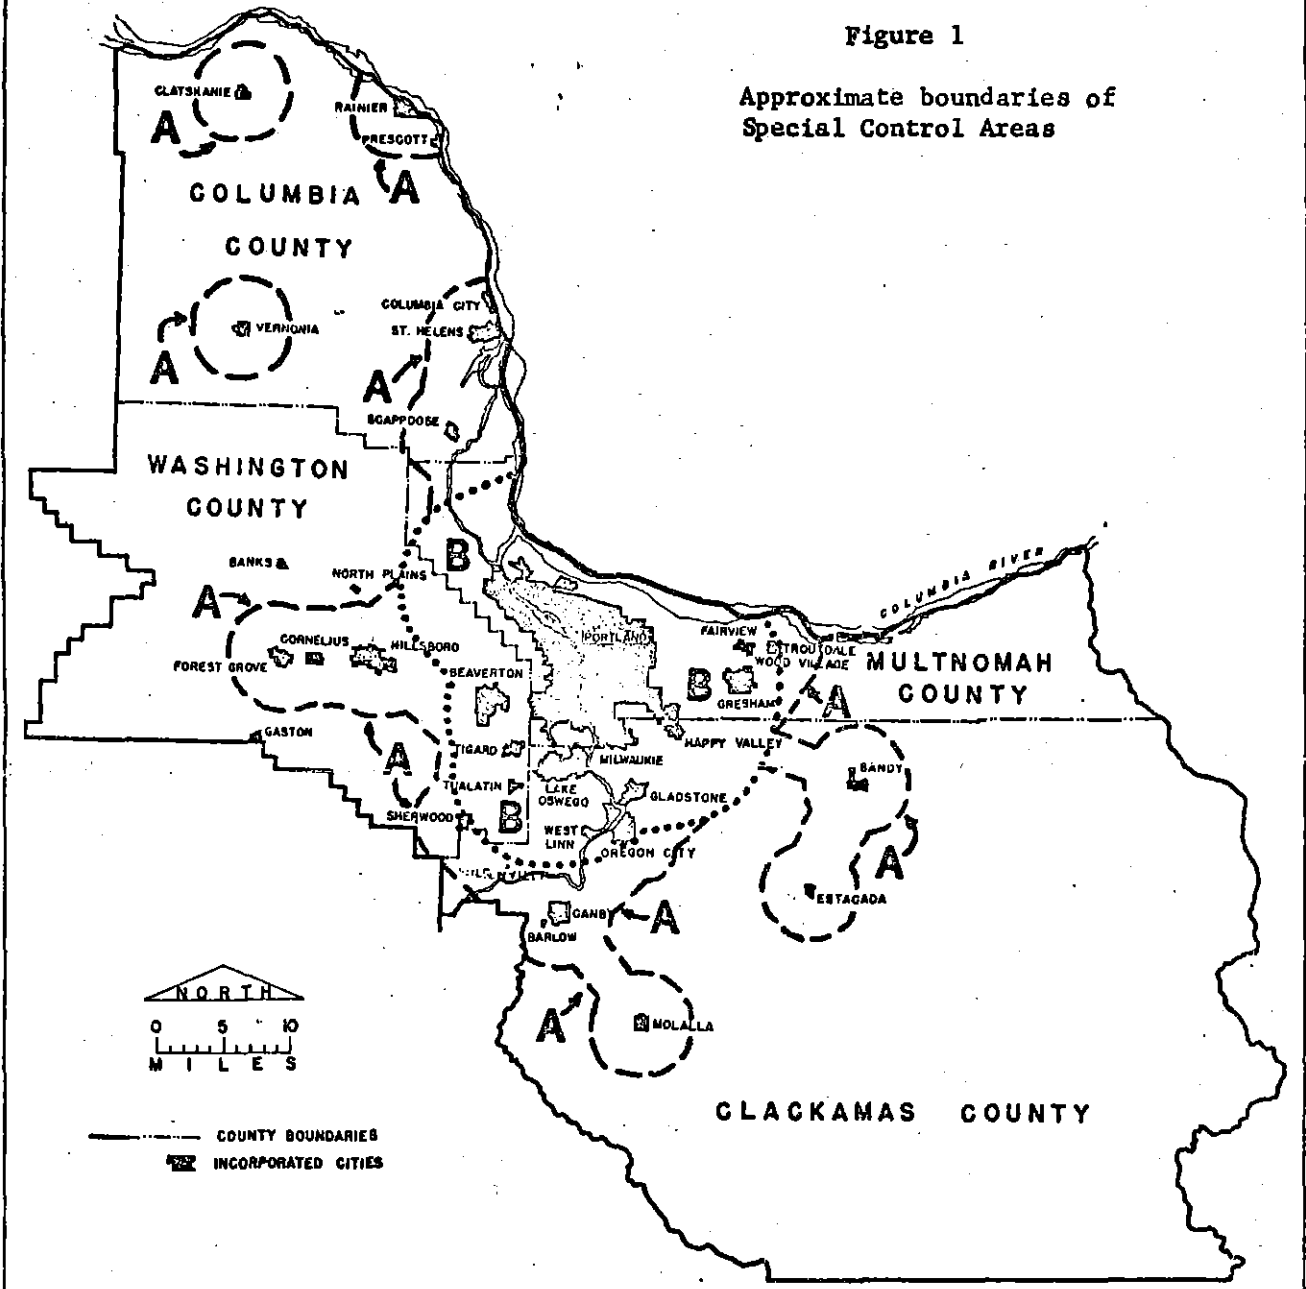 Figure 1
Approximate boundaries of
Special Control Areas
CLATSKANIE
A
RAINIER
PRESCOTT
A
COLUMBIA
COUNTY
COLUMBIA CITY
ST. HELENS
VERNONIA
A
A
SCAPPOOSE
WASHINGTON
COUNTY
B
BANKS
NORTH PLAINS
A
COLUMBIA RIVER
CORNELIUS
HILLSBORO
FOREST GROVE
PORTLAND
FAIRVIEW
TROUTDALE
WOOD VILLAGE
MULTNOMAH
COUNTY
BEAVERTON
B
GRESHAM
A
GASTON
A
TIGARD
HAPPY VALLEY
MILWAUKIE
SANDY
TUALATIN
LAKE
OSWEGO
GLADSTONE
SHERWOOD
B
WEST
LINN
OREGON CITY
A
WILSONVILLE
ESTACADA
CANBY
A
BARLOW
NORTH
0 5 10
MILES
A
MOLALLA
CLACKAMAS COUNTY
COUNTY BOUNDARIES
INCORPORATED CITIES